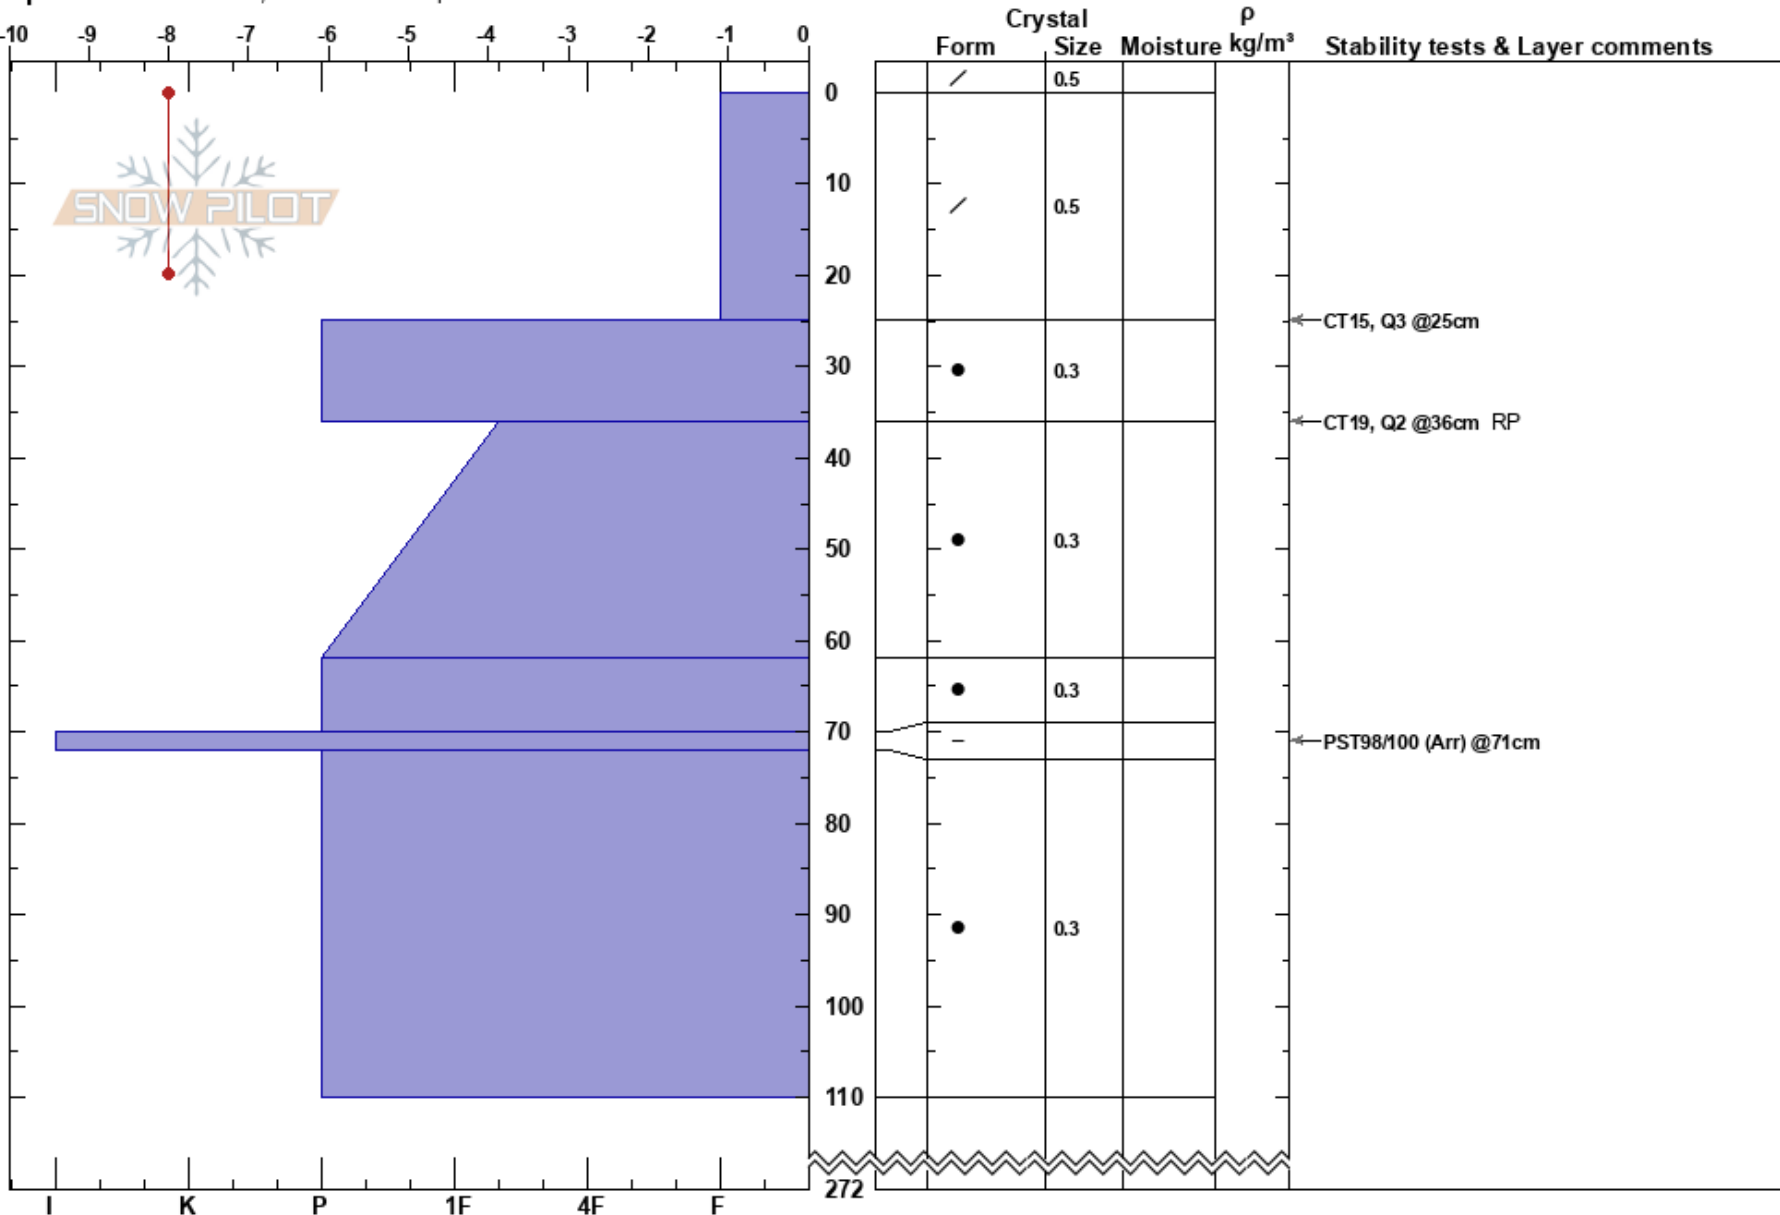 Crystal ρ
-10 -9 -8 -7 -6 -5 -4 -3 -2 -1 0 Form Size Moisture kg/m³ Stability tests & Layer comments
0.5
0
SNOW PILOT
10
0.5
20
CT15, Q3 @25cm
30
0.3
CT19, Q2 @36cm RP
40
0.3
50
60
0.3
70
PST98/100 (Arr) @71cm
80
90
0.3
100
110
272
I K P 1F 4F F